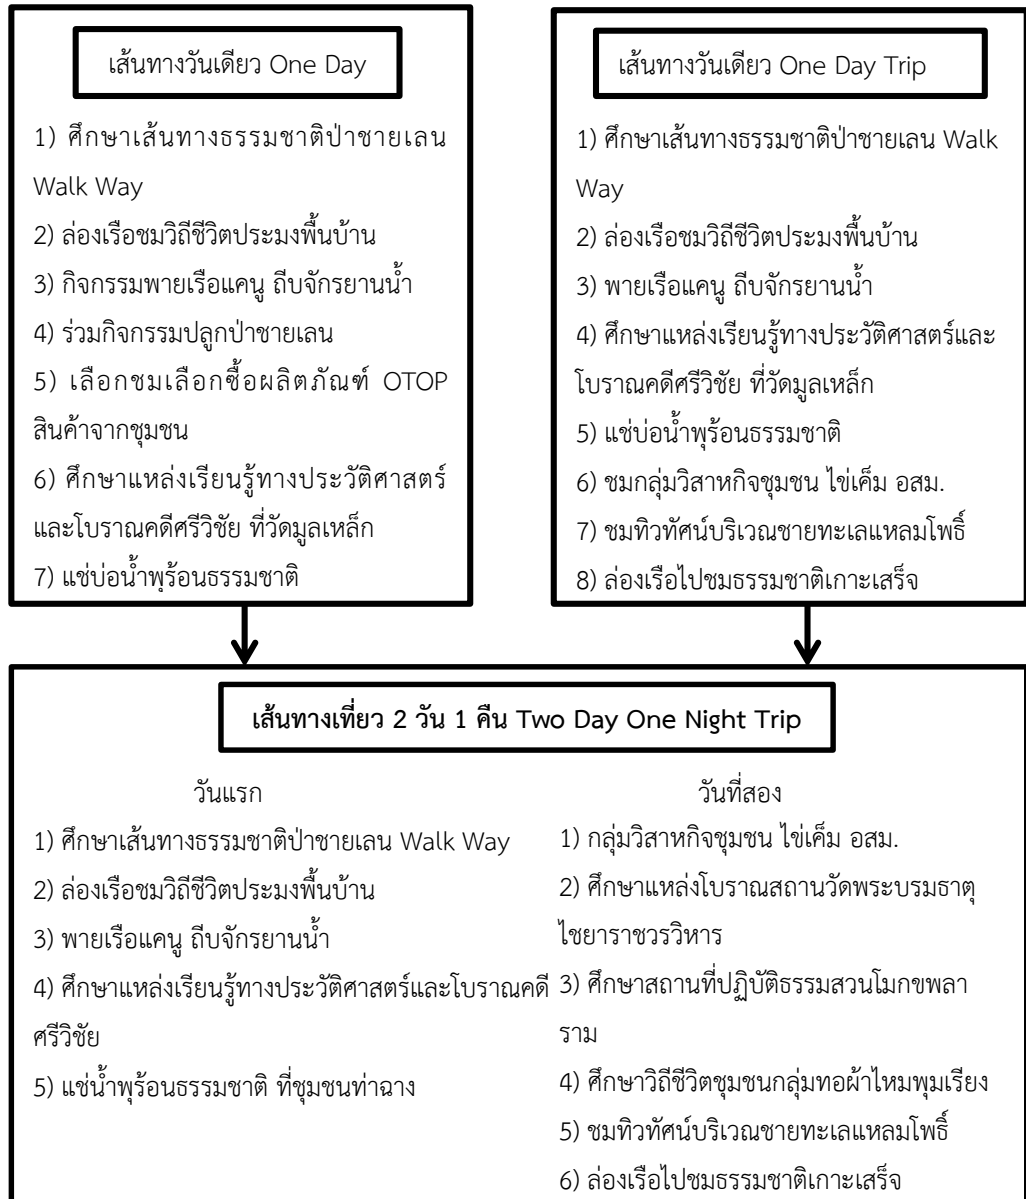 เส้นทางวันเดียว One Day
1) ศึกษาเส้นทางธรรมชาติป่าชายเลน
Walk Way
2) ล่องเรือชมวิถีชีวิตประมงพื้นบ้าน
3) กิจกรรมพายเรือแคนู ถีบจักรยานน้ำ
4) ร่วมกิจกรรมปลูกป่าชายเลน
5) เลือกชมเลือกซื้อผลิตภัณฑ์ OTOP
สินค้าจากชุมชน
6) ศึกษาแหล่งเรียนรู้ทางประวัติศาสตร์
และโบราณคดีศรีวิชัย ที่วัดมูลเหล็ก
7) แช่บ่อน้ำพุร้อนธรรมชาติ
เส้นทางวันเดียว One Day Trip
1) ศึกษาเส้นทางธรรมชาติป่าชายเลน Walk
Way
2) ล่องเรือชมวิถีชีวิตประมงพื้นบ้าน
3) พายเรือแคนู ถีบจักรยานน้ำ
4) ศึกษาแหล่งเรียนรู้ทางประวัติศาสตร์และ
โบราณคดีศรีวิชัย ที่วัดมูลเหล็ก
5) แช่บ่อน้ำพุร้อนธรรมชาติ
6) ชมกลุ่มวิสาหกิจชุมชน ไข่เค็ม อสม.
7) ชมทิวทัศน์บริเวณชายทะเลแหลมโพธิ์
8) ล่องเรือไปชมธรรมชาติเกาะเสร็จ
เส้นทางเที่ยว 2 วัน 1 คืน Two Day One Night Trip
วันแรก
1) ศึกษาเส้นทางธรรมชาติป่าชายเลน Walk Way
2) ล่องเรือชมวิถีชีวิตประมงพื้นบ้าน
3) พายเรือแคนู ถีบจักรยานน้ำ
4) ศึกษาแหล่งเรียนรู้ทางประวัติศาสตร์และโบราณคดี
ศรีวิชัย
5) แช่น้ำพุร้อนธรรมชาติ ที่ชุมชนท่าฉาง
วันที่สอง
1) กลุ่มวิสาหกิจชุมชน ไข่เค็ม อสม.
2) ศึกษาแหล่งโบราณสถานวัดพระบรมธาตุ
ไชยาราชวรวิหาร
3) ศึกษาสถานที่ปฏิบัติธรรมสวนโมกขพลา
ราม
4) ศึกษาวิถีชีวิตชุมชนกลุ่มทอผ้าไหมพุมเรียง
5) ชมทิวทัศน์บริเวณชายทะเลแหลมโพธิ์
6) ล่องเรือไปชมธรรมชาติเกาะเสร็จ